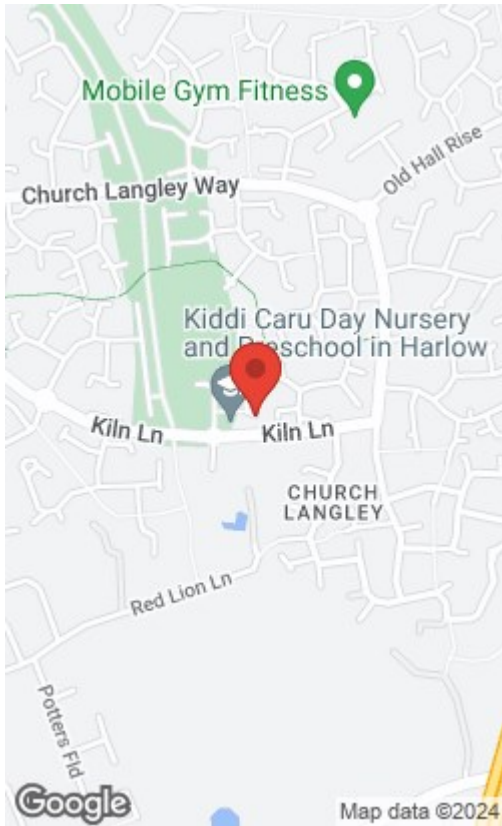 Mobile Gym Fitness
Old Hall Rise
Church Langley Way
Kiddi Caru Day Nursery
and Preschool in Harlow
Kiln Ln
Kiln Ln
CHURCH
LANGLEY
Red Lion Ln
Potters Fld
Google
Map data ©2024